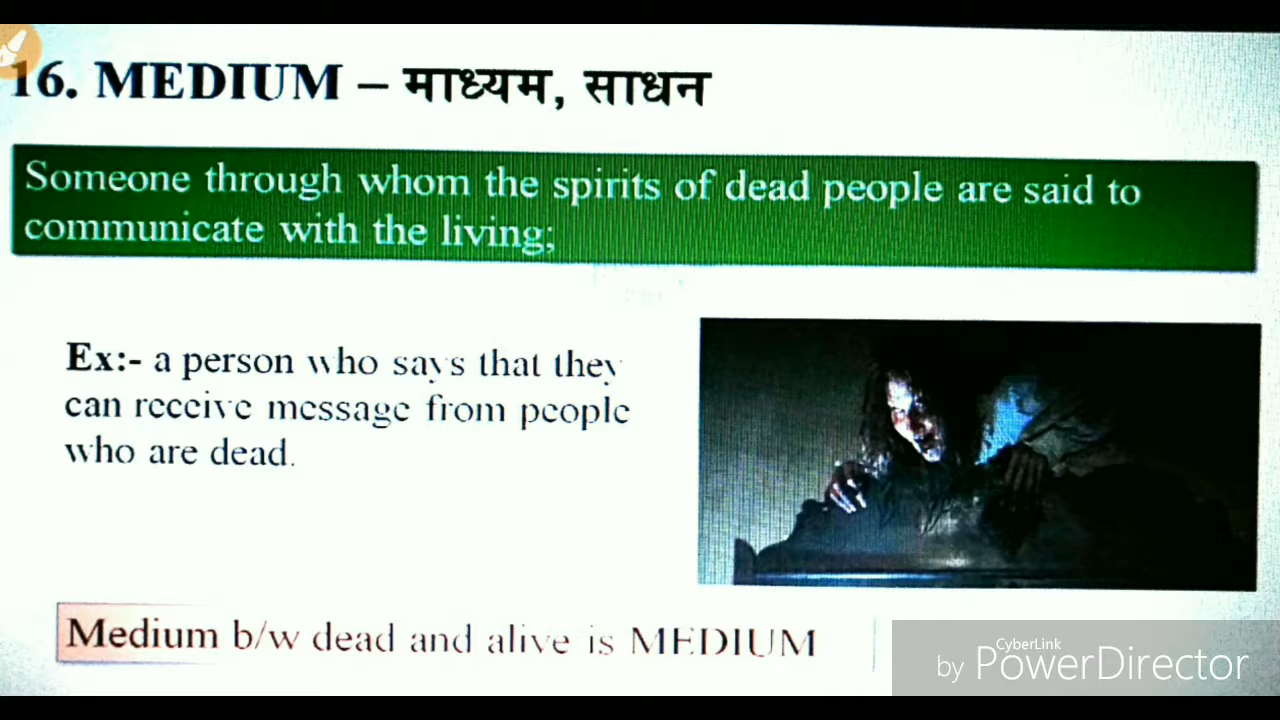 16. MEDIUM – माध्यम, साधन
Someone through whom the spirits of dead people are said to
communicate with the living;
Ex:- a person who says that they
can receive message from people
who are dead.
Medium b/w dead and alive is MEDIUM
CyberLink
by PowerDirector